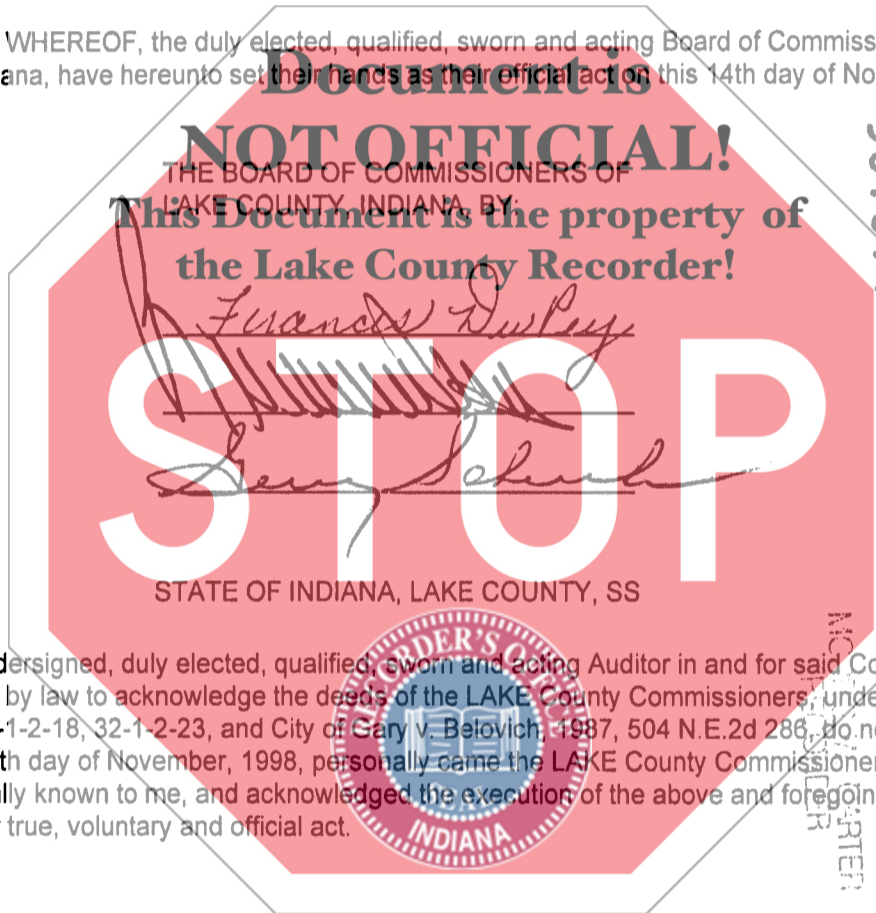 WHEREOF, the duly elected, qualified, sworn and acting Board of Commiss
ana, have hereunto set their hands as their official act on this 14th day of No
Document is
NOT OFFICIAL!
THE BOARD OF COMMISSIONERS OF
LAKE COUNTY, INDIANA, BY:
This Document is the property of
the Lake County Recorder!
Francis DuPey
STOP
STATE OF INDIANA, LAKE COUNTY, SS
RECORDER'S OFFICE
INDIANA
dersigned, duly elected, qualified, sworn and acting Auditor in and for said Co
by law to acknowledge the deeds of the LAKE County Commissioners, unde
-1-2-18, 32-1-2-23, and City of Gary v. Belovich, 1987, 504 N.E.2d 286, do ne
th day of November, 1998, personally came the LAKE County Commissioner
lly known to me, and acknowledged the execution of the above and foregoin
true, voluntary and official act.
CARTER